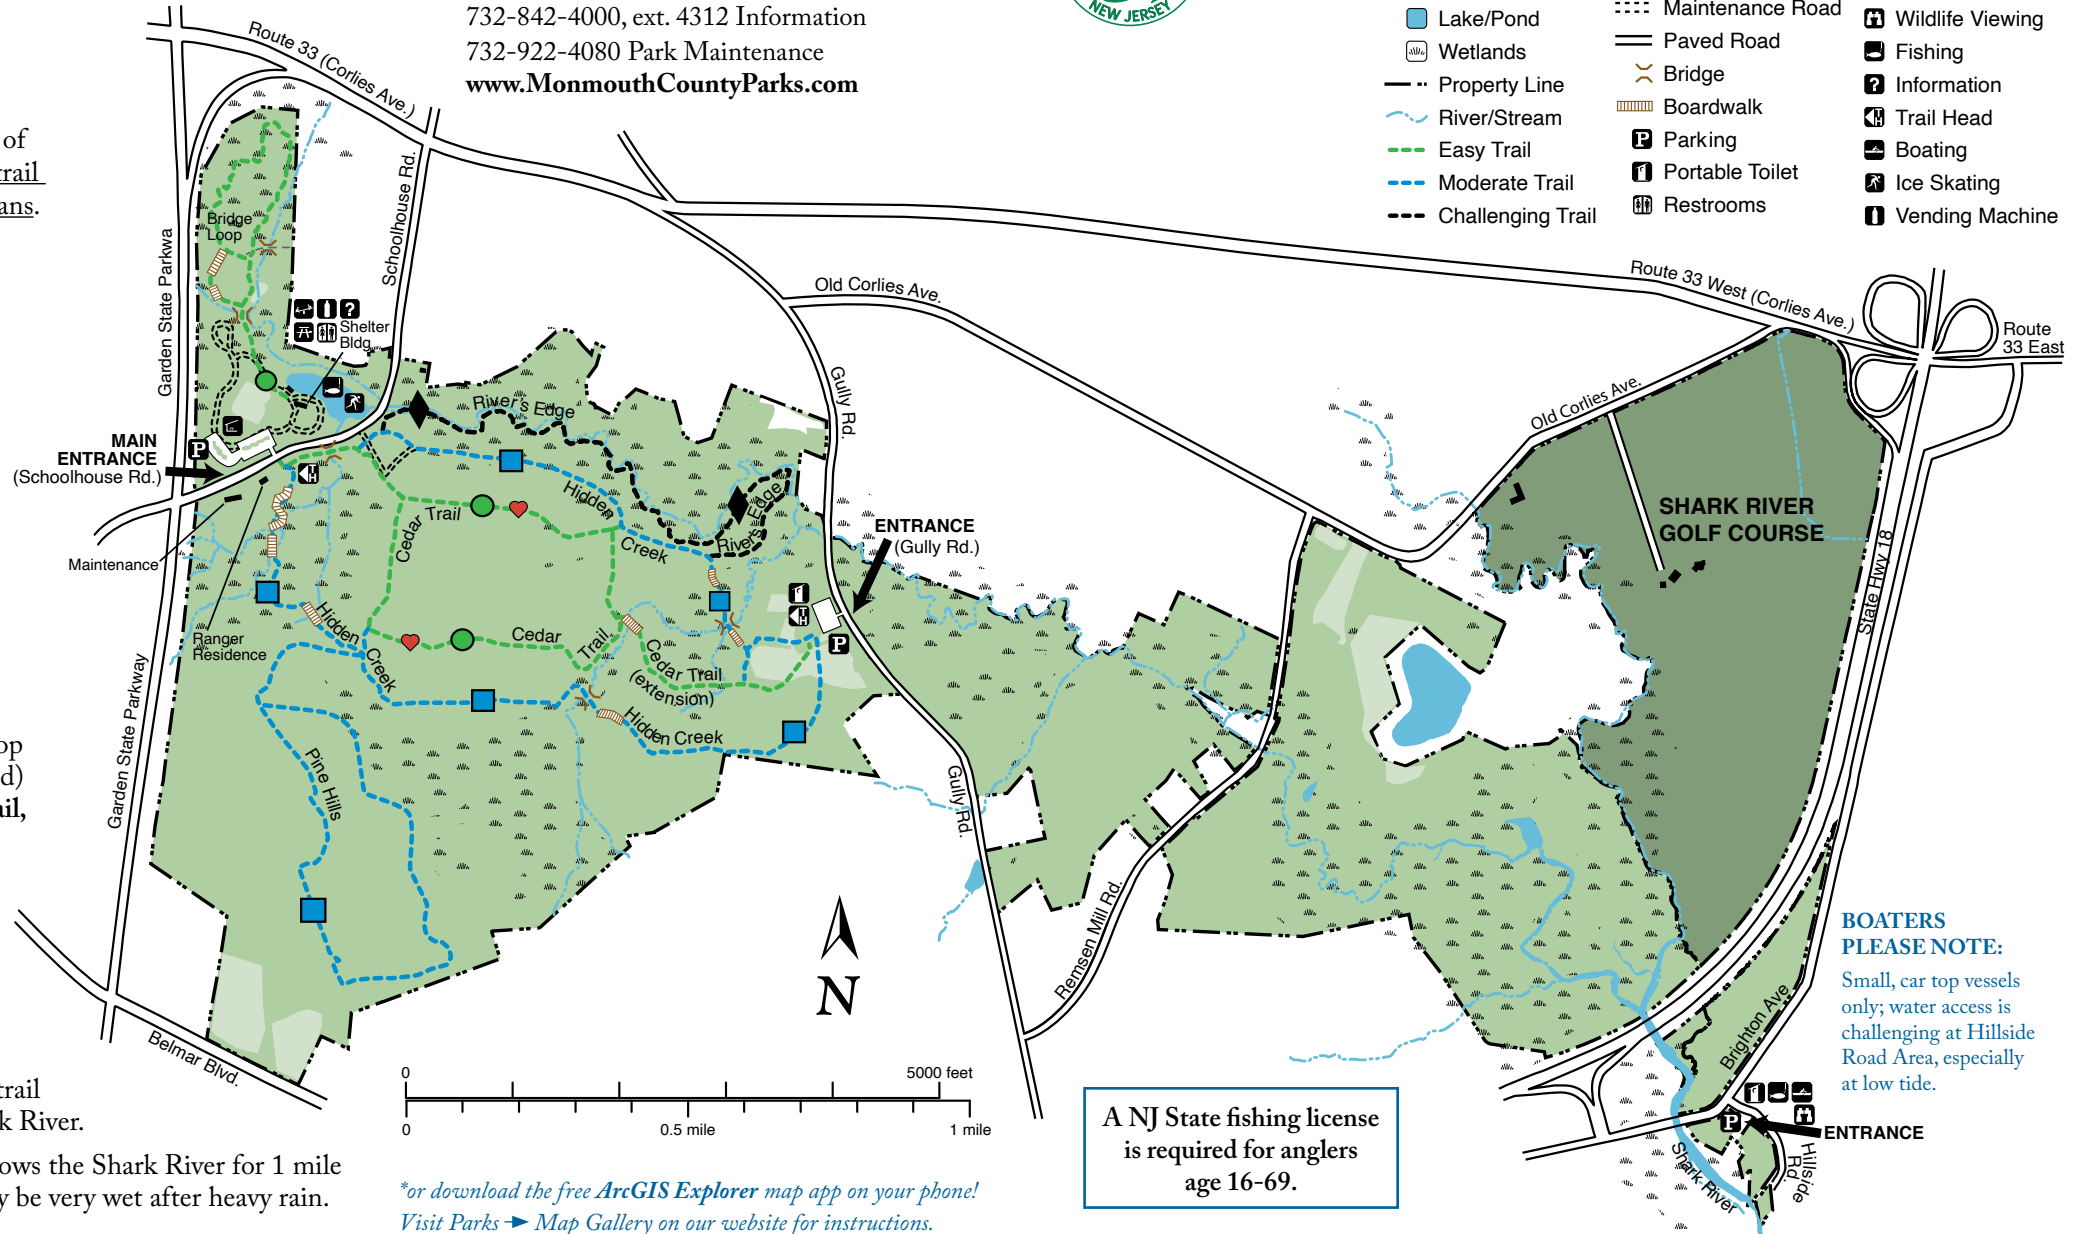 732-842-4000, ext. 4312 Information
732-922-4080 Park Maintenance
www.MonmouthCountyParks.com
NEW JERSEY
Lake/Pond
Wetlands
Property Line
River/Stream
Easy Trail
Moderate Trail
Challenging Trail
Maintenance Road
Paved Road
Bridge
Boardwalk
Parking
Portable Toilet
Restrooms
Wildlife Viewing
Fishing
Information
Trail Head
Boating
Ice Skating
Vending Machine
of
trail
ans.
Route 33 (Corlies Ave.)
Schoolhouse Rd.
Garden State Parkwa
Bridge
Loop
Shelter
Bldg.
MAIN
ENTRANCE
(Schoolhouse Rd.)
Maintenance
Ranger
Residence
River's Edge
Hidden
Creek
River's Edge
Cedar Trail
Hidden
Creek
Cedar
Trail
Cedar Trail
(extension)
Hidden Creek
Pine Hills
Garden State Parkway
Belmar Blvd.
Old Corlies Ave.
Gully Rd.
ENTRANCE
(Gully Rd.)
Gully Rd.
Remsen Mill Rd.
Route 33 West (Corlies Ave.)
Route
33 East
Old Corlies Ave.
SHARK RIVER
GOLF COURSE
State Hwy 18
BOATERS
PLEASE NOTE:
Small, car top vessels
only; water access is
challenging at Hillside
Road Area, especially
at low tide.
Brighton Ave
ENTRANCE
Hillside
Rd.
Shark River
op
d)
ail,
trail
k River.
ows the Shark River for 1 mile
y be very wet after heavy rain.
N
0 5000 feet
0 0.5 mile 1 mile
*or download the free ArcGIS Explorer map app on your phone!
Visit Parks → Map Gallery on our website for instructions.
A NJ State fishing license
is required for anglers
age 16-69.